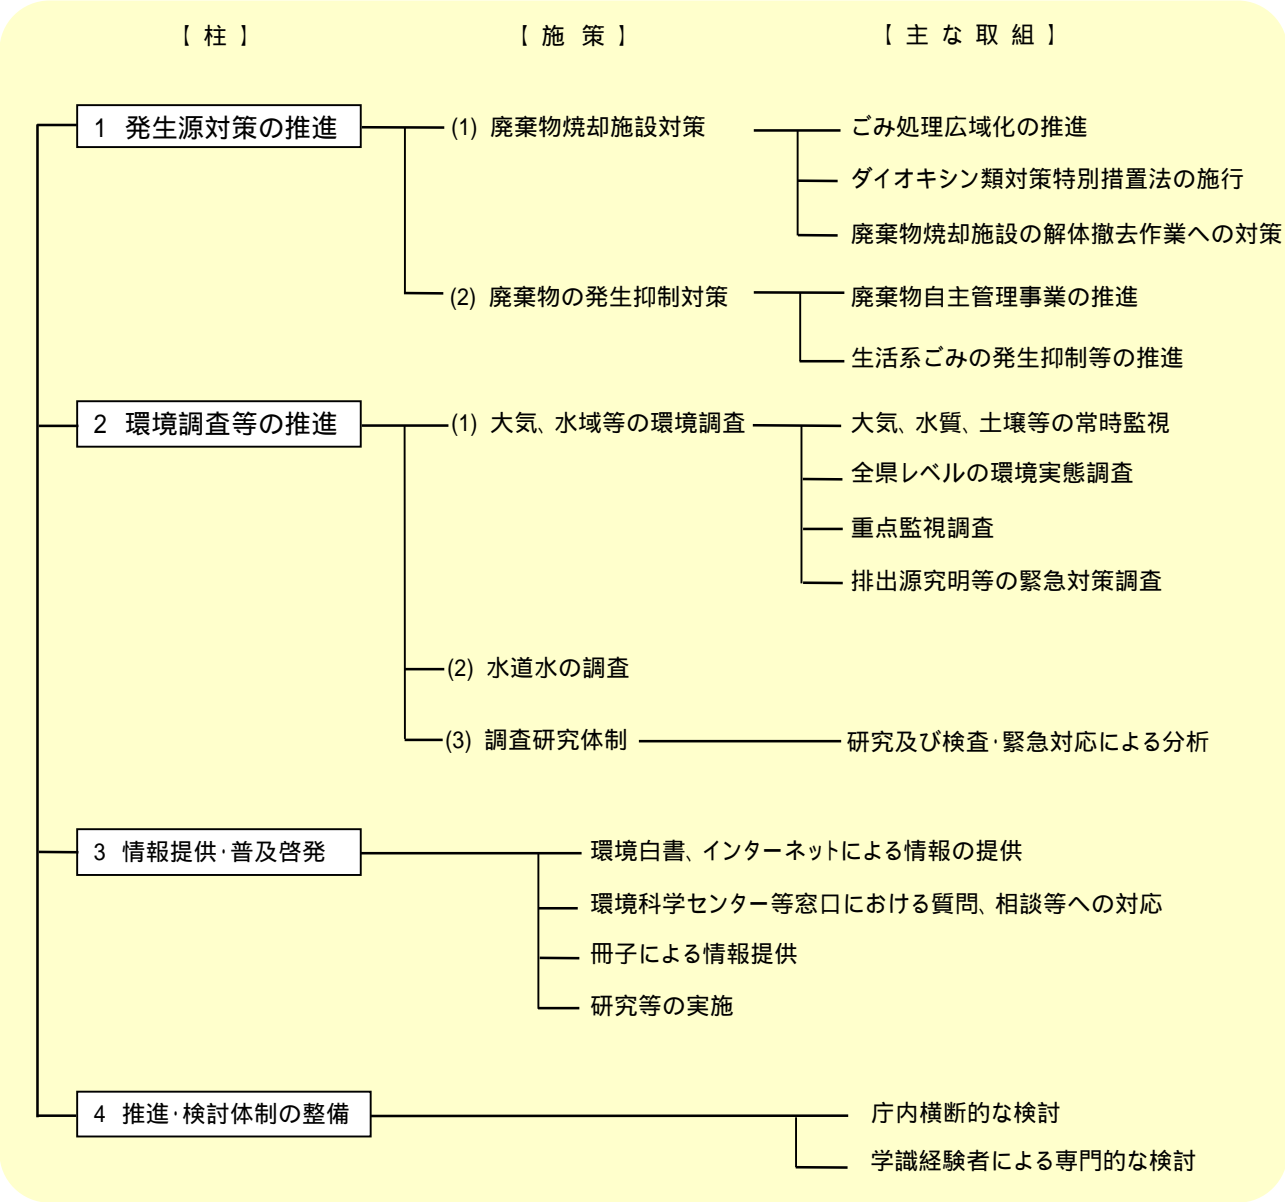 【 柱 】 【 施 策 】 【 主 な 取 組 】
1 発生源対策の推進 (1) 廃棄物焼却施設対策 ごみ処理広域化の推進
ダイオキシン類対策特別措置法の施行
廃棄物焼却施設の解体撤去作業への対策
(2) 廃棄物の発生抑制対策 廃棄物自主管理事業の推進
生活系ごみの発生抑制等の推進
2 環境調査等の推進 (1) 大気、水域等の環境調査 大気、水質、土壌等の常時監視
全県レベルの環境実態調査
重点監視調査
排出源究明等の緊急対策調査
(2) 水道水の調査
(3) 調査研究体制 研究及び検査・緊急対応による分析
3 情報提供・普及啓発 環境白書、インターネットによる情報の提供
環境科学センター等窓口における質問、相談等への対応
冊子による情報提供
研究等の実施
4 推進・検討体制の整備 庁内横断的な検討
学識経験者による専門的な検討